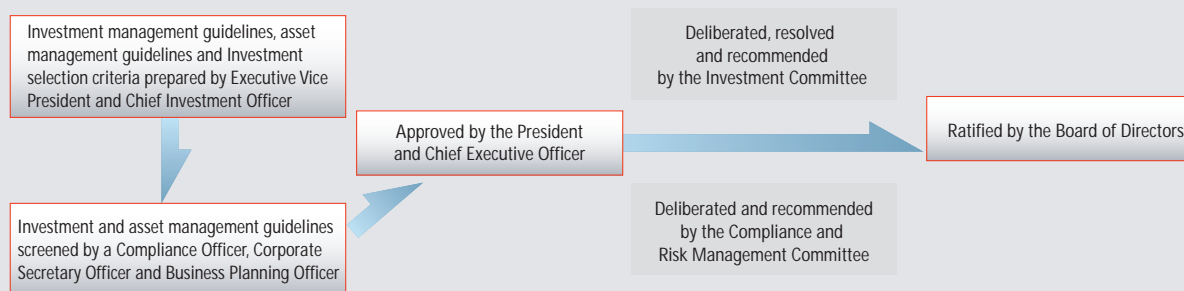 Investment management guidelines, asset
management guidelines and Investment
selection criteria prepared by Executive Vice
President and Chief Investment Officer
Investment and asset management guidelines
screened by a Compliance Officer, Corporate
Secretary Officer and Business Planning Officer
Approved by the President
and Chief Executive Officer
Deliberated, resolved
and recommended
by the Investment Committee
Deliberated and recommended
by the Compliance and
Risk Management Committee
Ratified by the Board of Directors